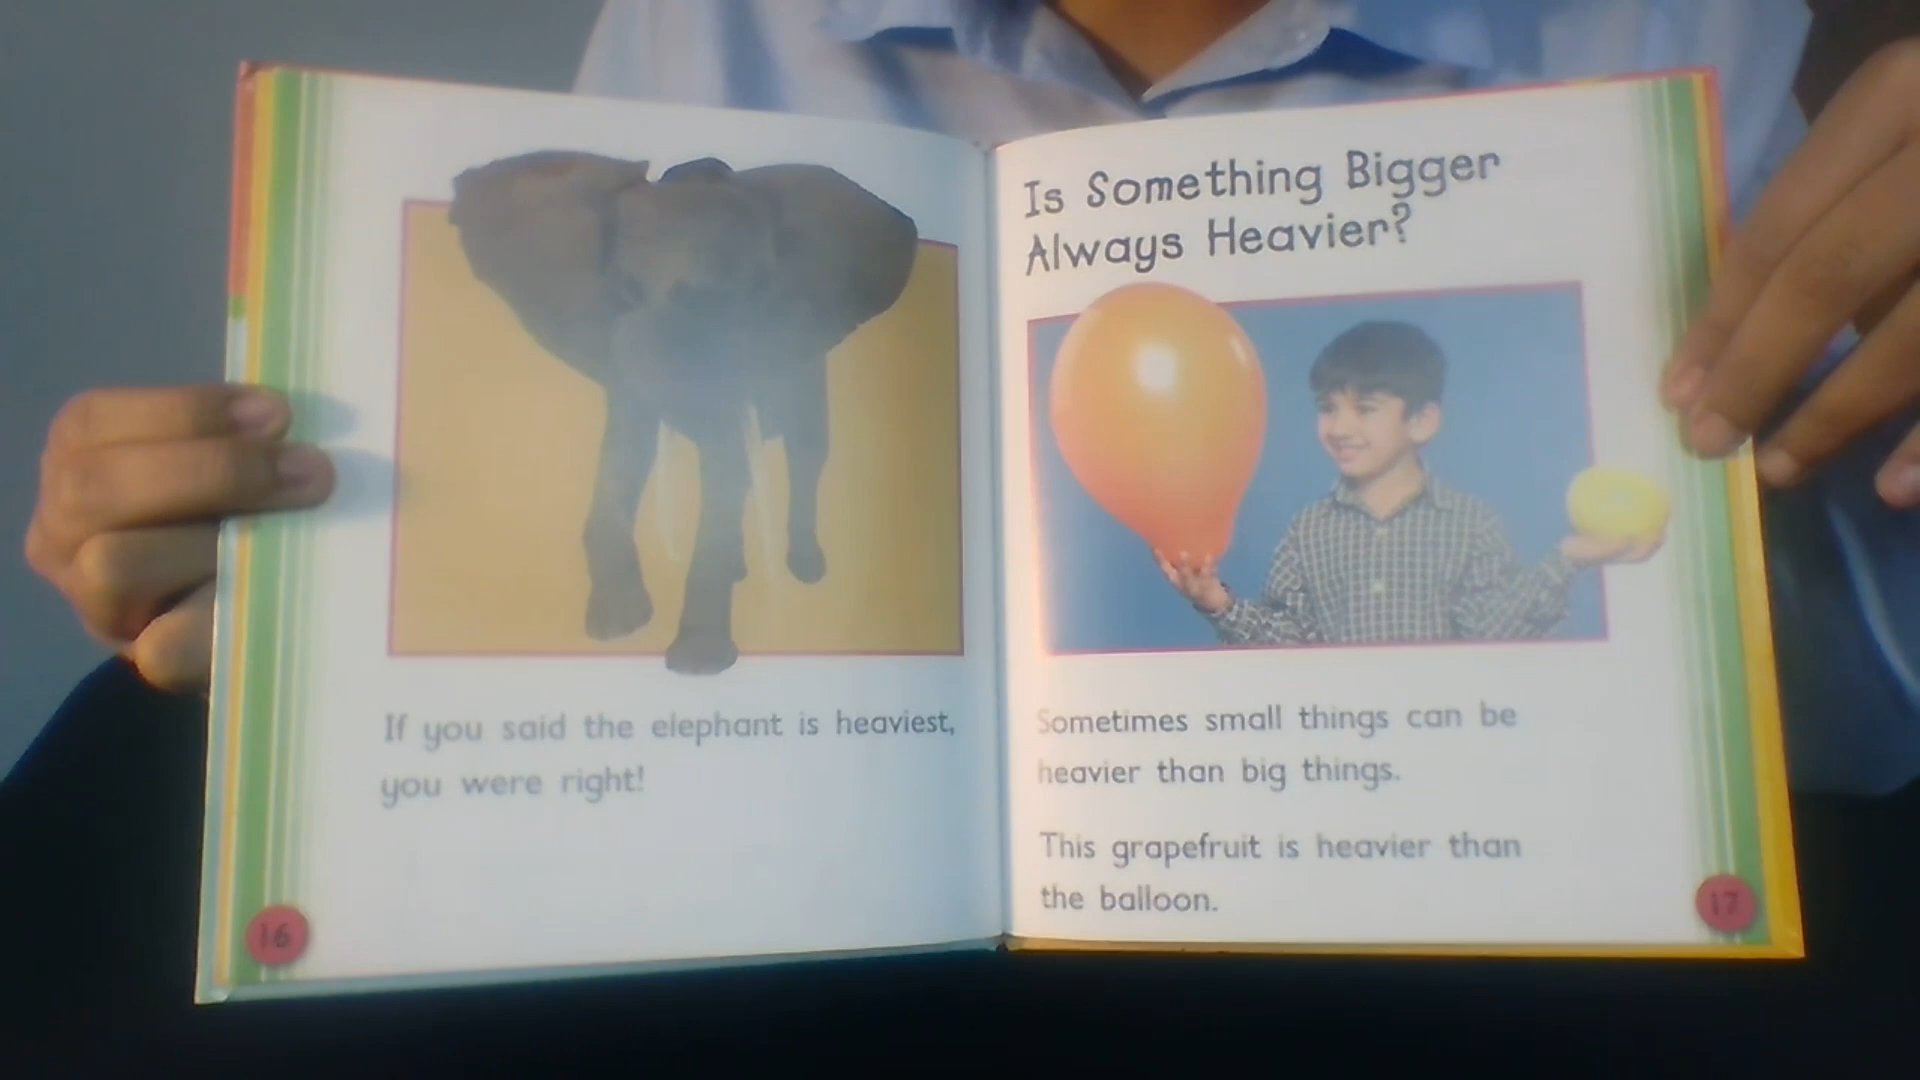 If you said the elephant is heaviest,
you were right!
16
Is Something Bigger
Always Heavier?
Sometimes small things can be
heavier than big things.
This grapefruit is heavier than
the balloon.
17